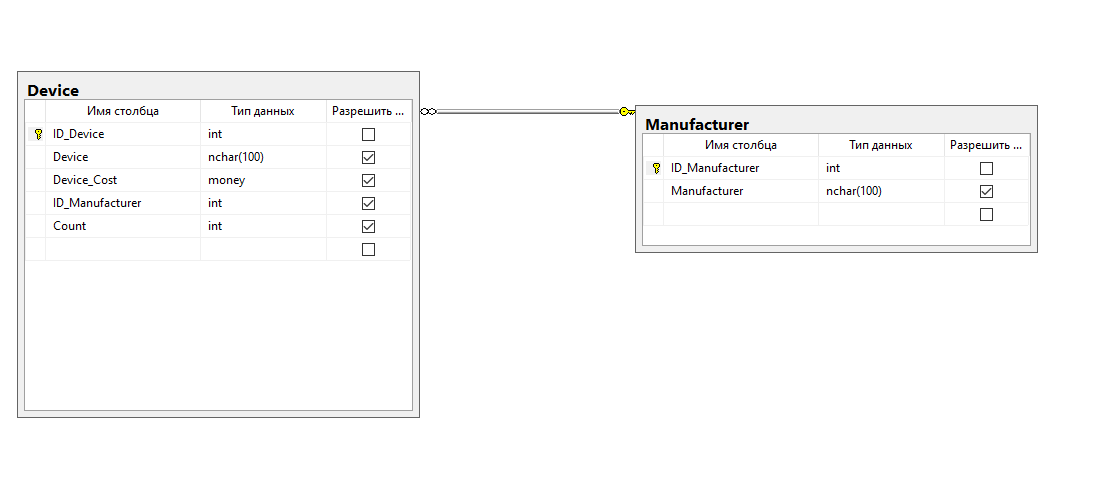 Device
Имя столбца Тип данных Разрешить ...
ID_Device int
Device nchar(100)
Device_Cost money
ID_Manufacturer int
Count int
Manufacturer
Имя столбца Тип данных Разрешить ...
ID_Manufacturer int
Manufacturer nchar(100)